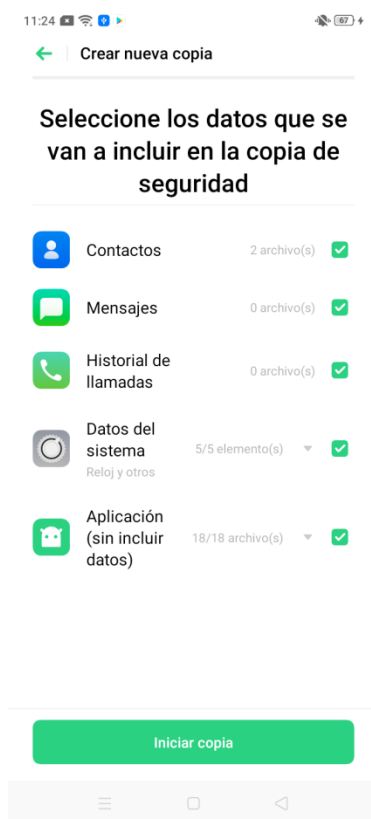 11:24
67
Crear nueva copia
Seleccione los datos que se
van a incluir en la copia de
seguridad
Contactos 2 archivo(s)
Mensajes 0 archivo(s)
Historial de
llamadas 0 archivo(s)
Datos del
sistema 5/5 elemento(s)
Reloj y otros
Aplicación
(sin incluir 18/18 archivo(s)
datos)
Iniciar copia